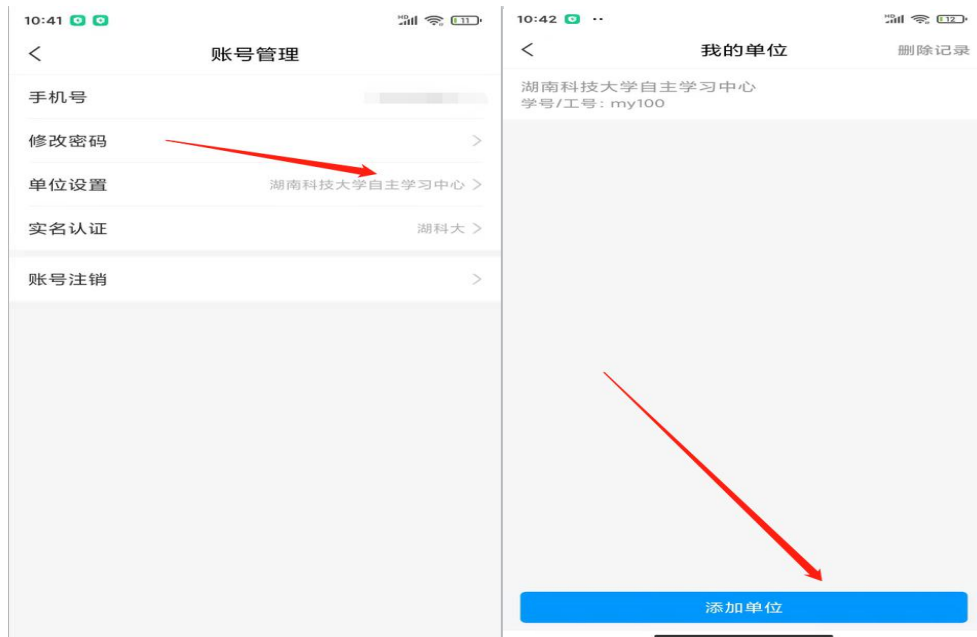 10:41
11
账号管理
手机号
修改密码
单位设置
湖南科技大学自主学习中心
实名认证
湖科大
账号注销
10:42
12
我的单位
删除记录
湖南科技大学自主学习中心
学号/工号: my100
添加单位